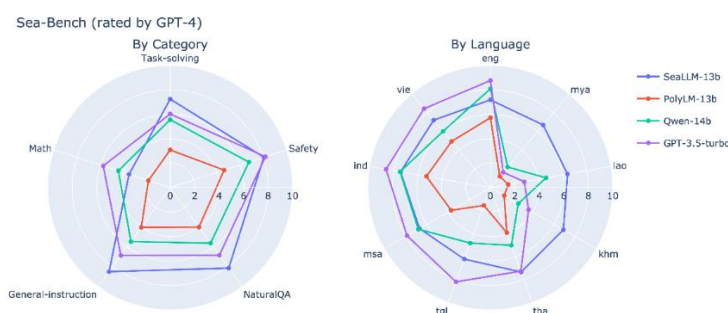 Sea-Bench (rated by GPT-4)
By Category
Task-solving
Safety
NaturalQA
General-instruction
Math
0 2 4 6 8 10
By Language
eng
mya
lao
khm
tha
tgl
msa
ind
vie
0 2 4 6 8 10
SeaLLM-13b
PolyLM-13b
Qwen-14b
GPT-3.5-turbo